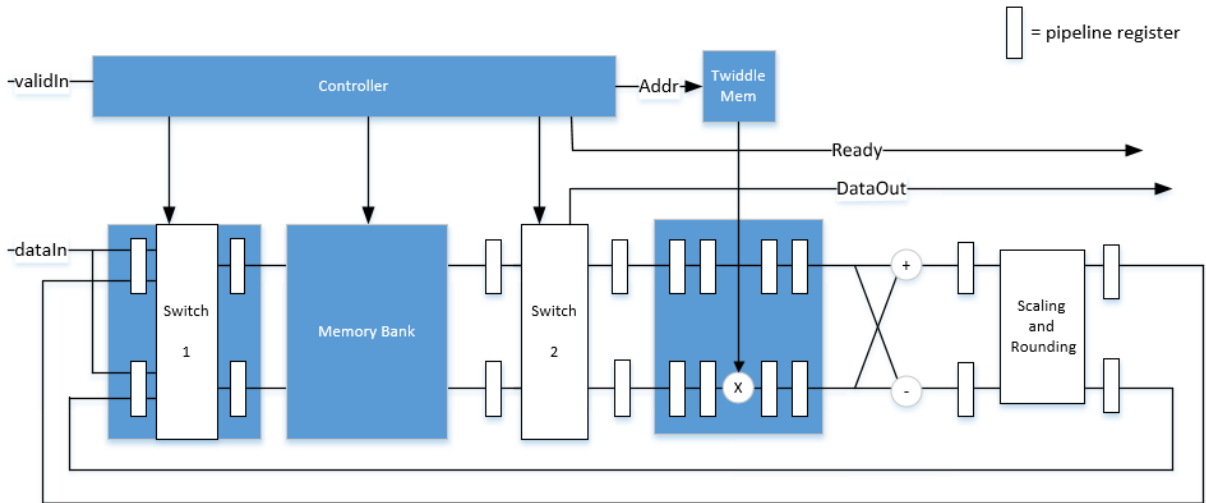 = pipeline register
validIn
Controller
Addr
Twiddle
Mem
Ready
DataOut
dataIn
Switch
1
Memory Bank
Switch
2
X
+
-
Scaling
and
Rounding